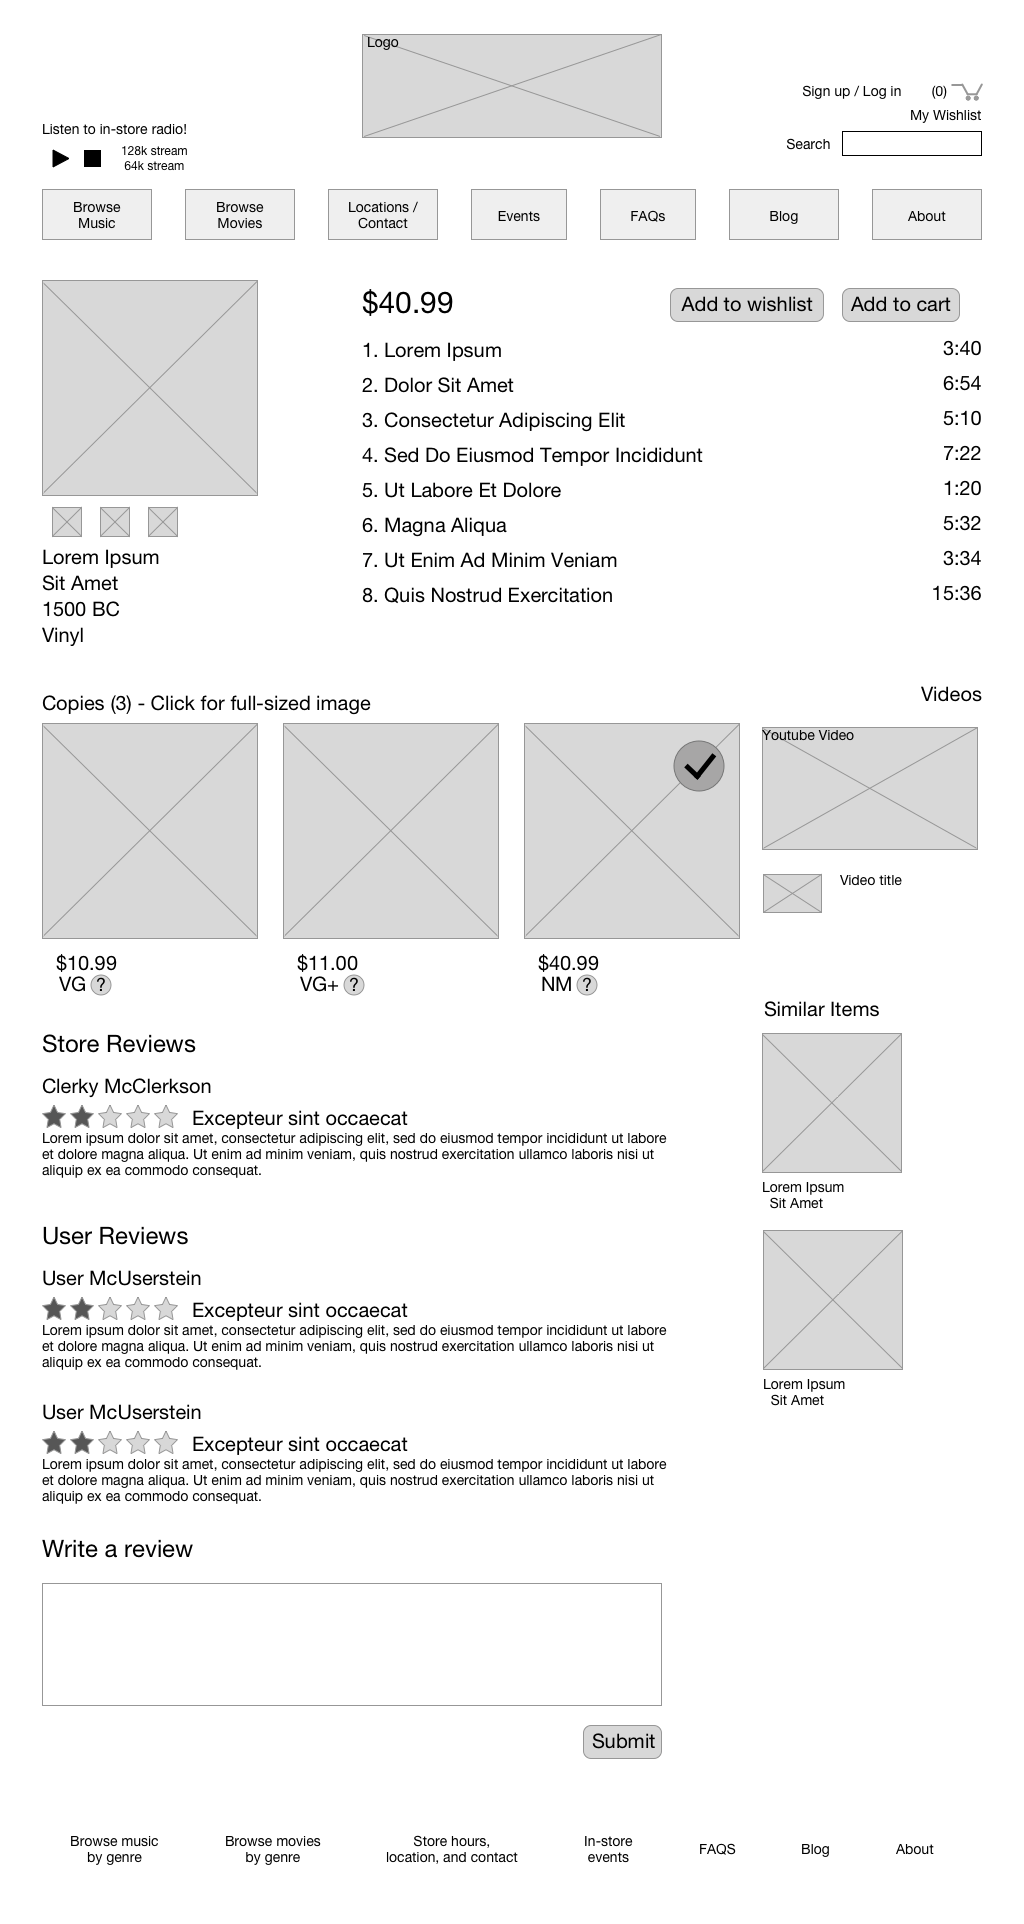 Logo
Sign up / Log in (0)
My Wishlist
Listen to in-store radio!
Search
128k stream
64k stream
Browse
Music
Browse
Movies
Locations /
Contact
Events
FAQs
Blog
About
$40.99
Add to wishlist
Add to cart
1. Lorem Ipsum 3:40
2. Dolor Sit Amet 6:54
3. Consectetur Adipiscing Elit 5:10
4. Sed Do Eiusmod Tempor Incididunt 7:22
5. Ut Labore Et Dolore 1:20
6. Magna Aliqua 5:32
7. Ut Enim Ad Minim Veniam 3:34
8. Quis Nostrud Exercitation 15:36
Lorem Ipsum
Sit Amet
1500 BC
Vinyl
Copies (3) - Click for full-sized image
$10.99
VG ?
$11.00
VG+ ?
$40.99
NM ?
Videos
Youtube Video
Video title
Similar Items
Lorem Ipsum
Sit Amet
Lorem Ipsum
Sit Amet
Store Reviews
Clerky McClerkson
Excepteur sint occaecat
Lorem ipsum dolor sit amet, consectetur adipiscing elit, sed do eiusmod tempor incididunt ut labore
et dolore magna aliqua. Ut enim ad minim veniam, quis nostrud exercitation ullamco laboris nisi ut
aliquip ex ea commodo consequat.
User Reviews
User McUserstein
Excepteur sint occaecat
Lorem ipsum dolor sit amet, consectetur adipiscing elit, sed do eiusmod tempor incididunt ut labore
et dolore magna aliqua. Ut enim ad minim veniam, quis nostrud exercitation ullamco laboris nisi ut
aliquip ex ea commodo consequat.
User McUserstein
Excepteur sint occaecat
Lorem ipsum dolor sit amet, consectetur adipiscing elit, sed do eiusmod tempor incididunt ut labore
et dolore magna aliqua. Ut enim ad minim veniam, quis nostrud exercitation ullamco laboris nisi ut
aliquip ex ea commodo consequat.
Write a review
Submit
Browse music
by genre
Browse movies
by genre
Store hours,
location, and contact
In-store
events
FAQS
Blog
About